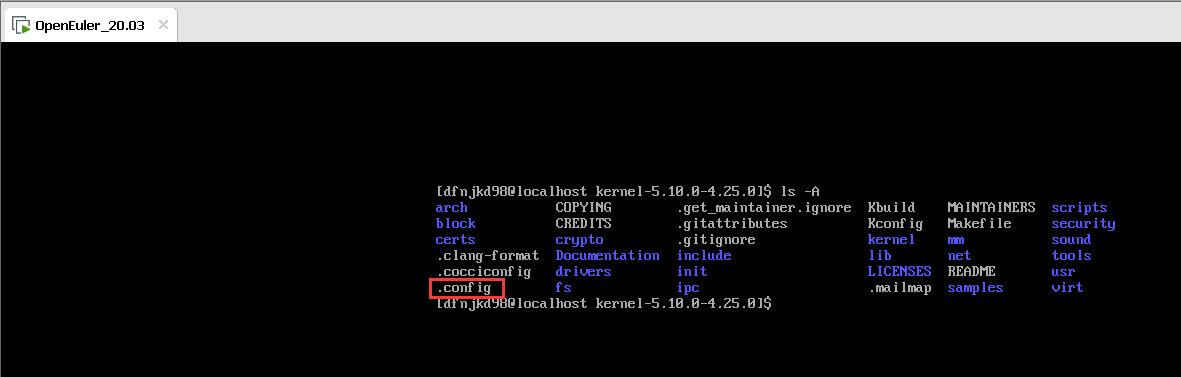 OpenEuler_20.03
[dfnjkd98@localhost kernel-5.10.0-4.25.0]$ ls -A
arch COPYING .get_maintainer.ignore Kbuild MAINTAINERS scripts
block CREDITS .gitattributes Kconfig Makefile security
certs crypto .gitignore kernel mm sound
.clang-format Documentation include lib net tools
.cocciconfig drivers init LICENSES README usr
.config fs ipc .mailmap samples virt
[dfnjkd98@localhost kernel-5.10.0-4.25.0]$